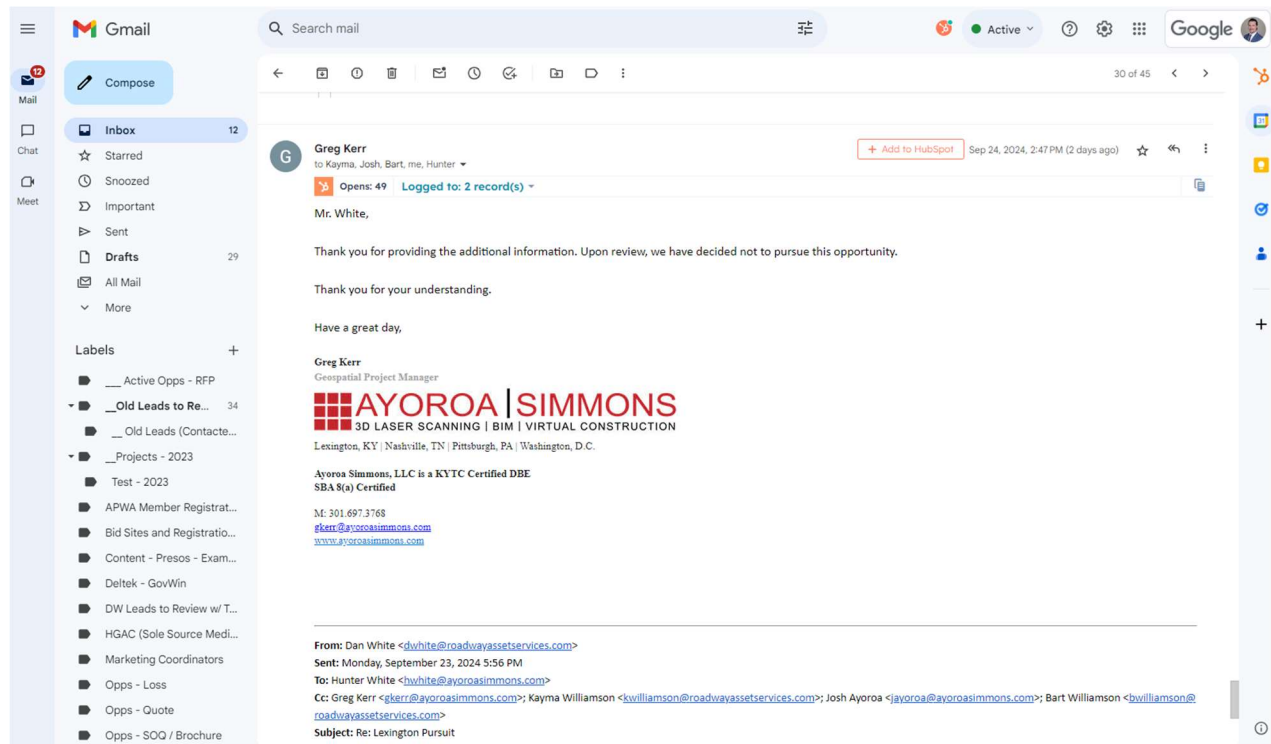 Gmail
Search mail
Active
Google
12
Mail
Chat
Meet
Compose
Inbox 12
Starred
Snoozed
Important
Sent
Drafts 29
All Mail
More
Labels
___ Active Opps - RFP
__Old Leads to Re... 34
__ Old Leads (Contacte...
__Projects - 2023
Test - 2023
APWA Member Registrat...
Bid Sites and Registratio...
Content - Presos - Exam...
Deltek - GovWin
DW Leads to Review w/ T...
HGAC (Sole Source Medi...
Marketing Coordinators
Opps - Loss
Opps - Quote
Opps - SOQ / Brochure
30 of 45
G
Greg Kerr
+ Add to HubSpot Sep 24, 2024, 2:47 PM (2 days ago)
to Kayma, Josh, Bart, me, Hunter
Opens: 49 Logged to: 2 record(s)
Mr. White,
Thank you for providing the additional information. Upon review, we have decided not to pursue this opportunity.
Thank you for your understanding.
Have a great day,
Greg Kerr
Geospatial Project Manager
AYOROA|SIMMONS
3D LASER SCANNING | BIM | VIRTUAL CONSTRUCTION
Lexington, KY | Nashville, TN | Pittsburgh, PA | Washington, D.C.
Ayoroa Simmons, LLC is a KYTC Certified DBE
SBA 8(a) Certified
M: 301.697.3768
gkerr@ayoroasimmons.com
www.ayoroasimmons.com
From: Dan White <dwhite@roadwayassetservices.com>
Sent: Monday, September 23, 2024 5:56 PM
To: Hunter White <hwhite@ayoroasimmons.com>
Cc: Greg Kerr <gkerr@ayoroasimmons.com>; Kayma Williamson <kwilliamson@roadwayassetservices.com>; Josh Ayoroa <jayoroa@ayoroasimmons.com>; Bart Williamson <bwilliamson@
roadwayassetservices.com>
Subject: Re: Lexington Pursuit
31